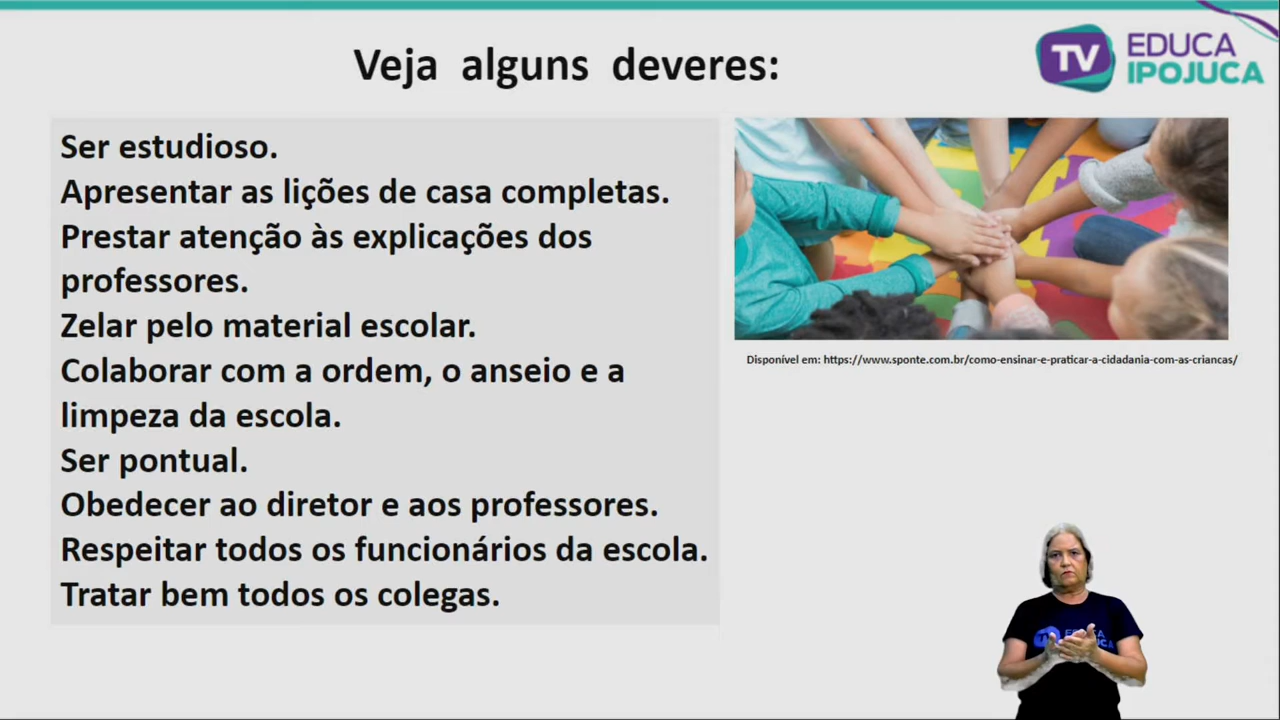 Veja alguns deveres:
TV EDUCA
IPOJUCA
Ser estudioso.
Apresentar as lições de casa completas.
Prestar atenção às explicações dos
professores.
Zelar pelo material escolar.
Colaborar com a ordem, o anseio e a
limpeza da escola.
Ser pontual.
Obedecer ao diretor e aos professores.
Respeitar todos os funcionários da escola.
Tratar bem todos os colegas.
Disponível em: https://www.sponte.com.br/como-ensinar-e-praticar-a-cidadania-com-as-criancas/